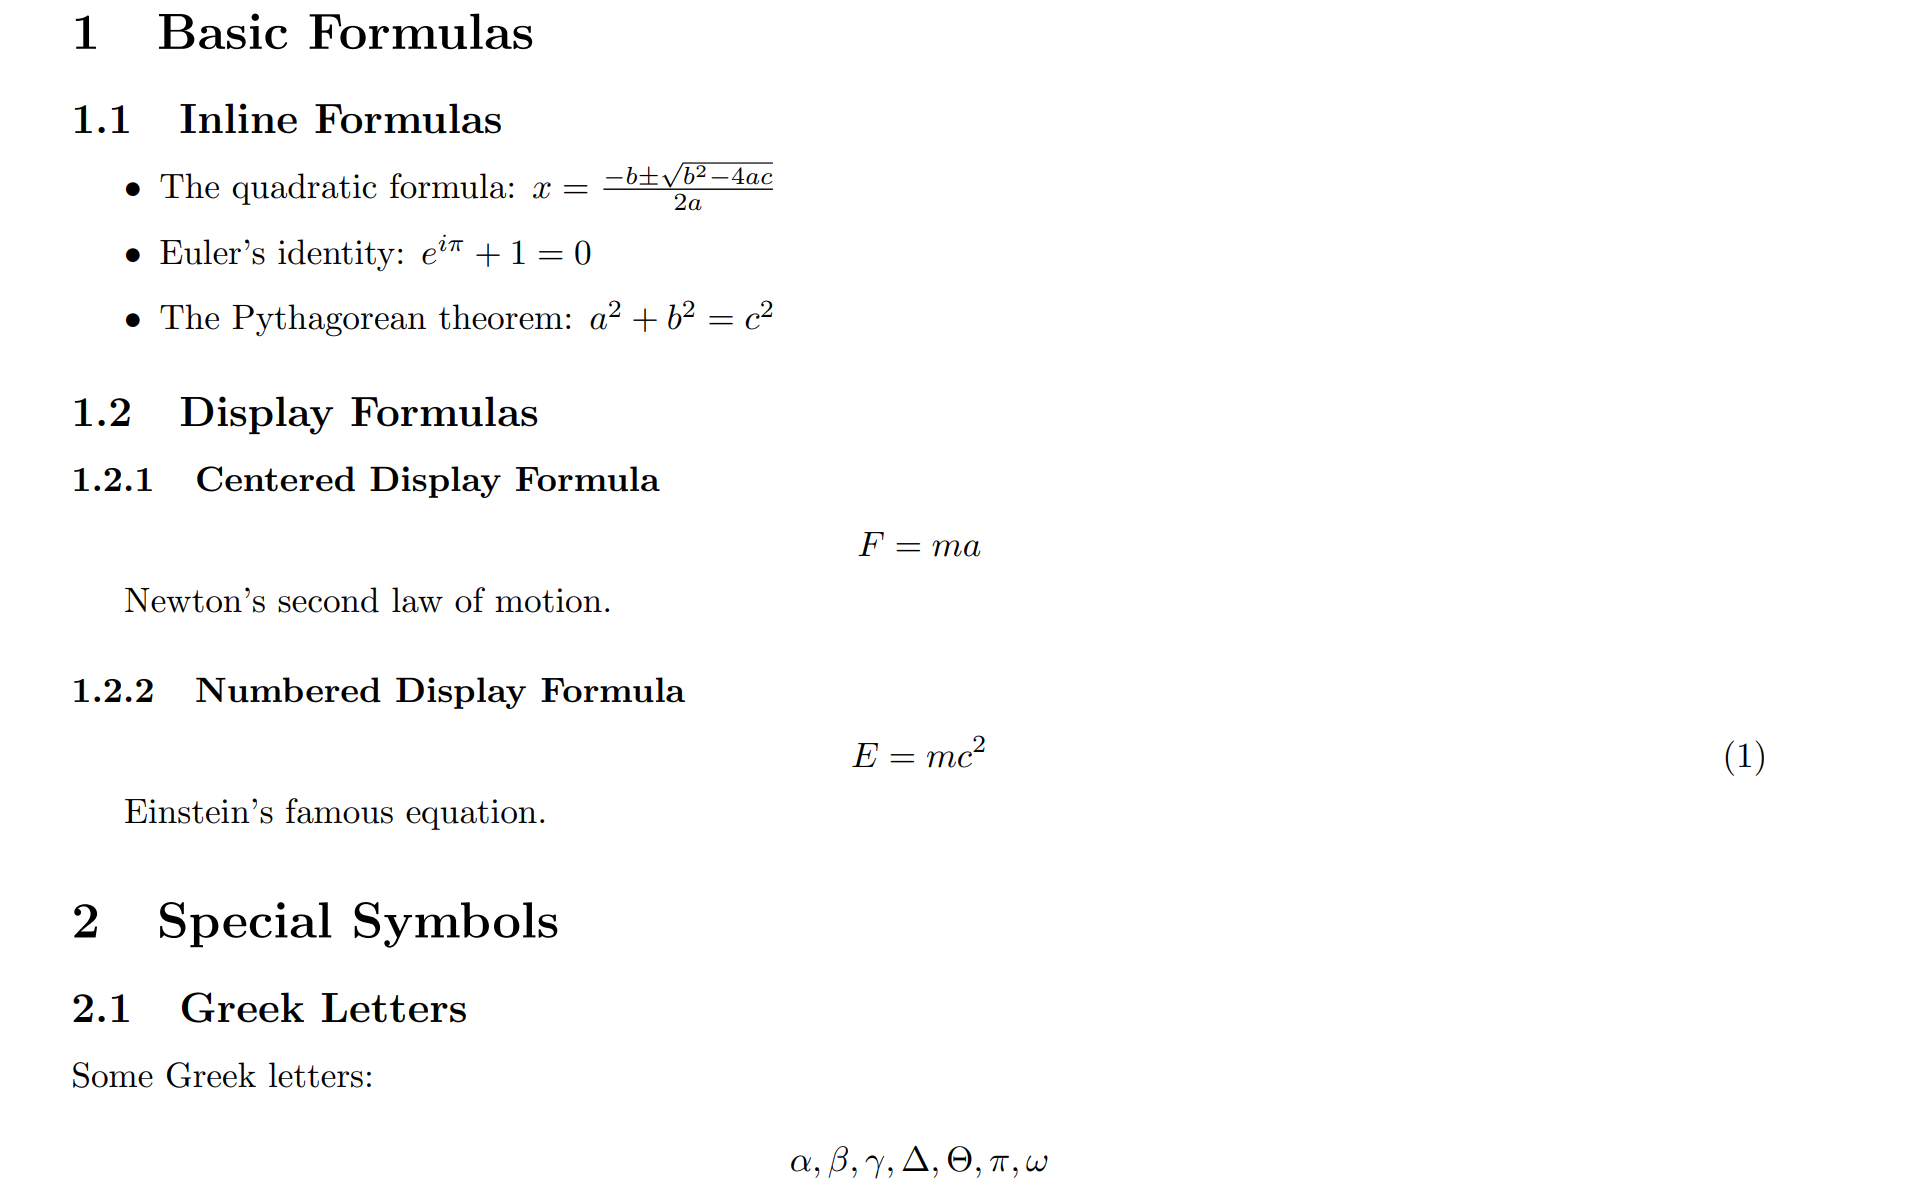 1 Basic Formulas
1.1 Inline Formulas
• The quadratic formula: $x = \frac{-b \pm \sqrt{b^2-4ac}}{2a}$
• Euler’s identity: $e^{i\pi} + 1 = 0$
• The Pythagorean theorem: $a^2 + b^2 = c^2$
1.2 Display Formulas
1.2.1 Centered Display Formula
$F = ma$
Newton’s second law of motion.
1.2.2 Numbered Display Formula
$E = mc^2$ (1)
Einstein’s famous equation.
2 Special Symbols
2.1 Greek Letters
Some Greek letters:
$\alpha, \beta, \gamma, \Delta, \Theta, \pi, \omega$